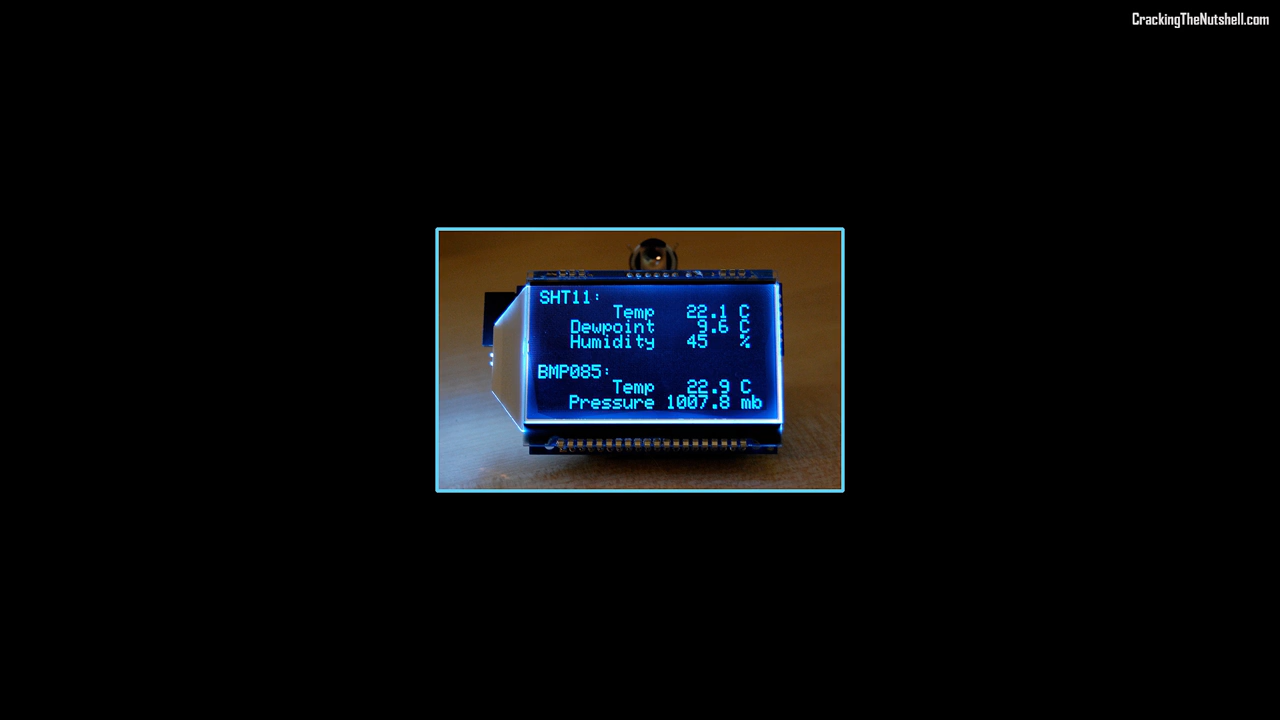 CrackingTheNutshell.com
SHT11:
Temp 22.1 C
Dewpoint 9.6 C
Humidity 45 %
BMP085:
Temp 22.9 C
Pressure 1007.8 mb